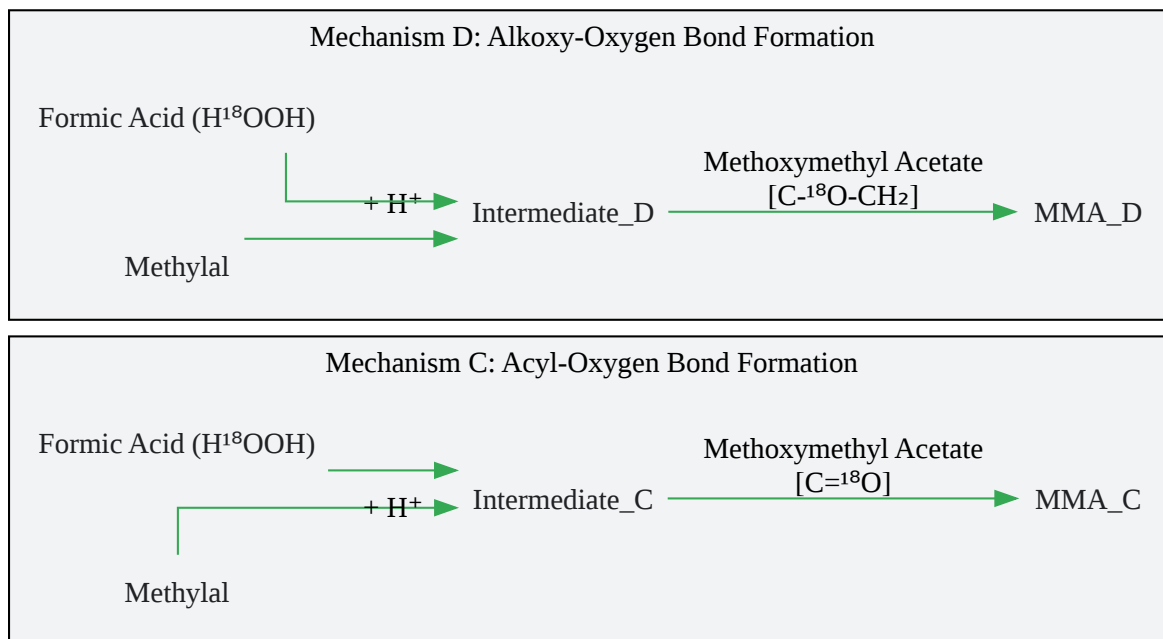 Mechanism D: Alkoxy-Oxygen Bond Formation
Formic Acid (H¹⁸OOH)
Methoxymethyl Acetate
[C-¹⁸O-CH₂]
+ H⁺
Intermediate_D
MMA_D
Methylal
Mechanism C: Acyl-Oxygen Bond Formation
Formic Acid (H¹⁸OOH)
Methoxymethyl Acetate
[C=¹⁸O]
+ H⁺
Intermediate_C
MMA_C
Methylal